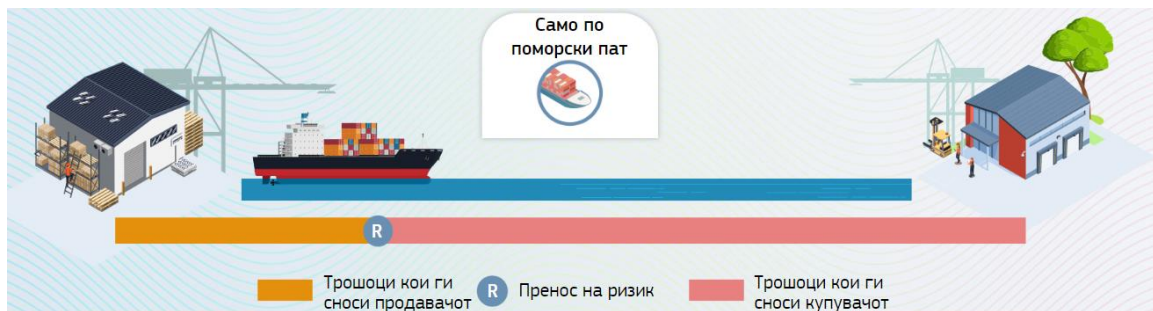 Само по
поморски пат
R
Трошоци кои ги
сноси продавачот
R
Пренос на ризик
Трошоци кои ги
сноси купувачот